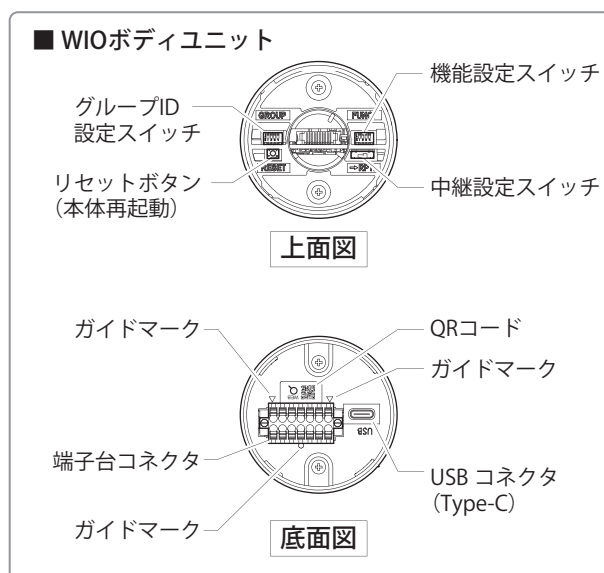 ■ WIOボディユニット
グループID
設定スイッチ
機能設定スイッチ
GROUP
FUNC
リセットボタン
（本体再起動）
RESET
⇨RP
中継設定スイッチ
上面図
ガイドマーク
QRコード
ガイドマーク
WEB
USB
端子台コネクタ
USB コネクタ
（Type-C）
ガイドマーク
底面図